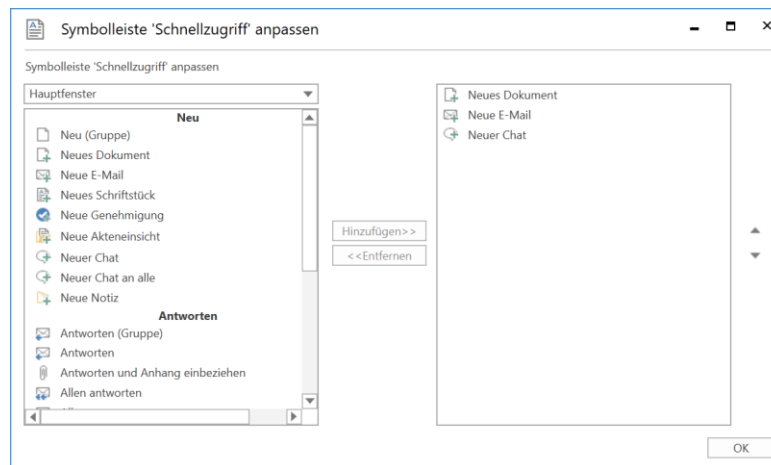 Symbolleiste 'Schnellzugriff' anpassen
Symbolleiste 'Schnellzugriff' anpassen
Hauptfenster
Neu
Neu (Gruppe)
Neues Dokument
Neue E-Mail
Neues Schriftstück
Neue Genehmigung
Neue Akteneinsicht
Neuer Chat
Neuer Chat an alle
Neue Notiz
Antworten
Antworten (Gruppe)
Antworten
Antworten und Anhang einbeziehen
Allen antworten
Hinzufügen>>
<<Entfernen
Neues Dokument
Neue E-Mail
Neuer Chat
OK